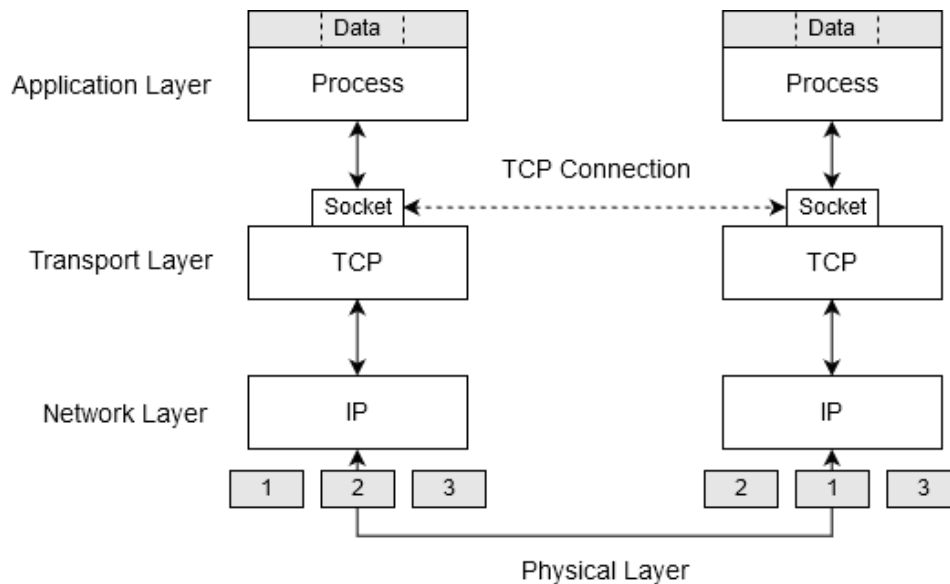 Data
Data
Application Layer
Process
Process
TCP Connection
Socket
Socket
Transport Layer
TCP
TCP
Network Layer
IP
IP
1
2
3
2
1
3
Physical Layer